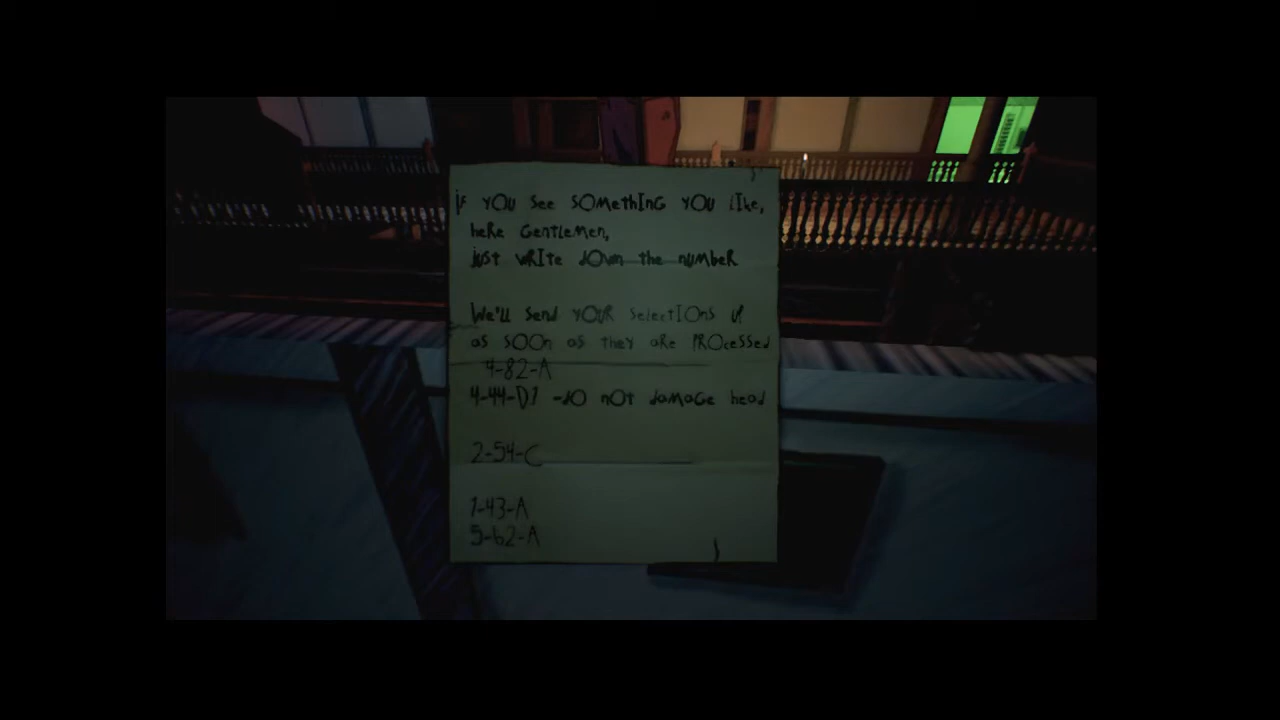 if YOU see SOMethInG YOU lIke,
heRe GentleMen,
just wRIte dOwn the nuMbeR
We'll send YOUR selectIOns up
as sOOn as they aRe PROcessed
4-82-A
4-44-D1 -dO nOt damaGe head
2-54-C
1-43-A
5-62-A